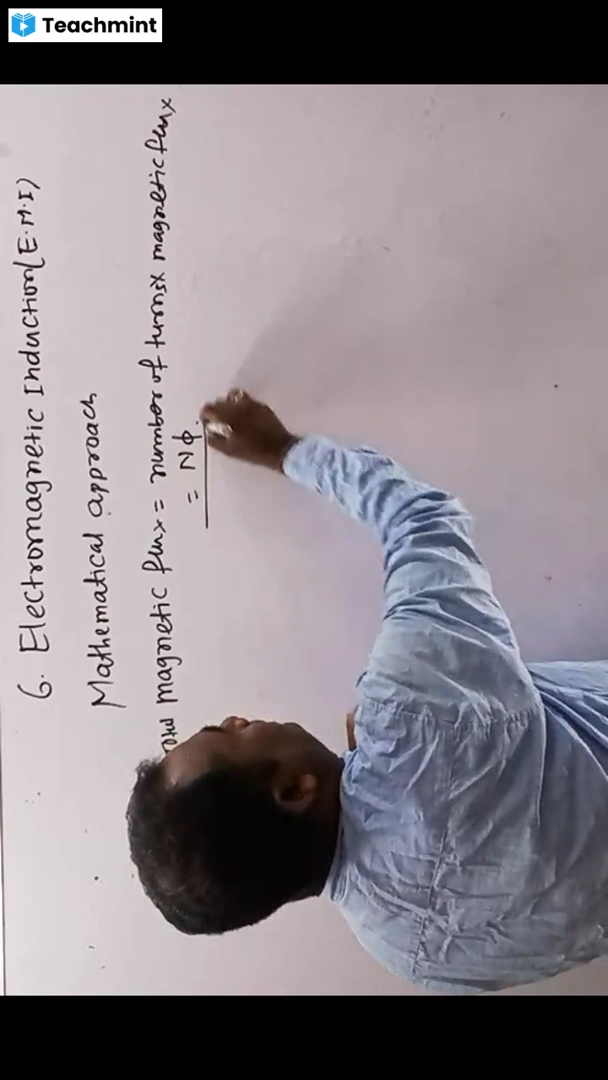 Teachmint
6. Electromagnetic Induction (E.M.I)
Mathematical approach
magnetic flux = number of turns x magnetic flux
= NΦ